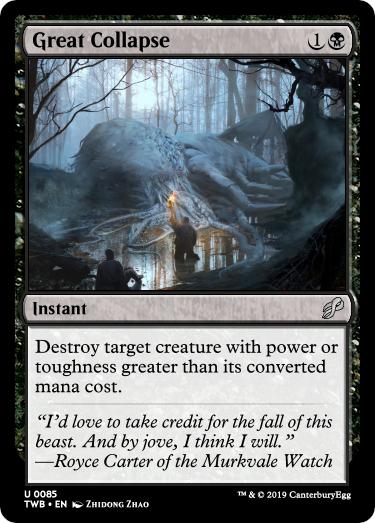 Great Collapse 1
Instant
Destroy target creature with power or
toughness greater than its converted
mana cost.
“I'd love to take credit for the fall of this
beast. And by jove, I think I will.”
—Royce Carter of the Murkvale Watch
U 0085
TWB • EN Zhidong Zhao
™ & © 2019 CanterburyEgg